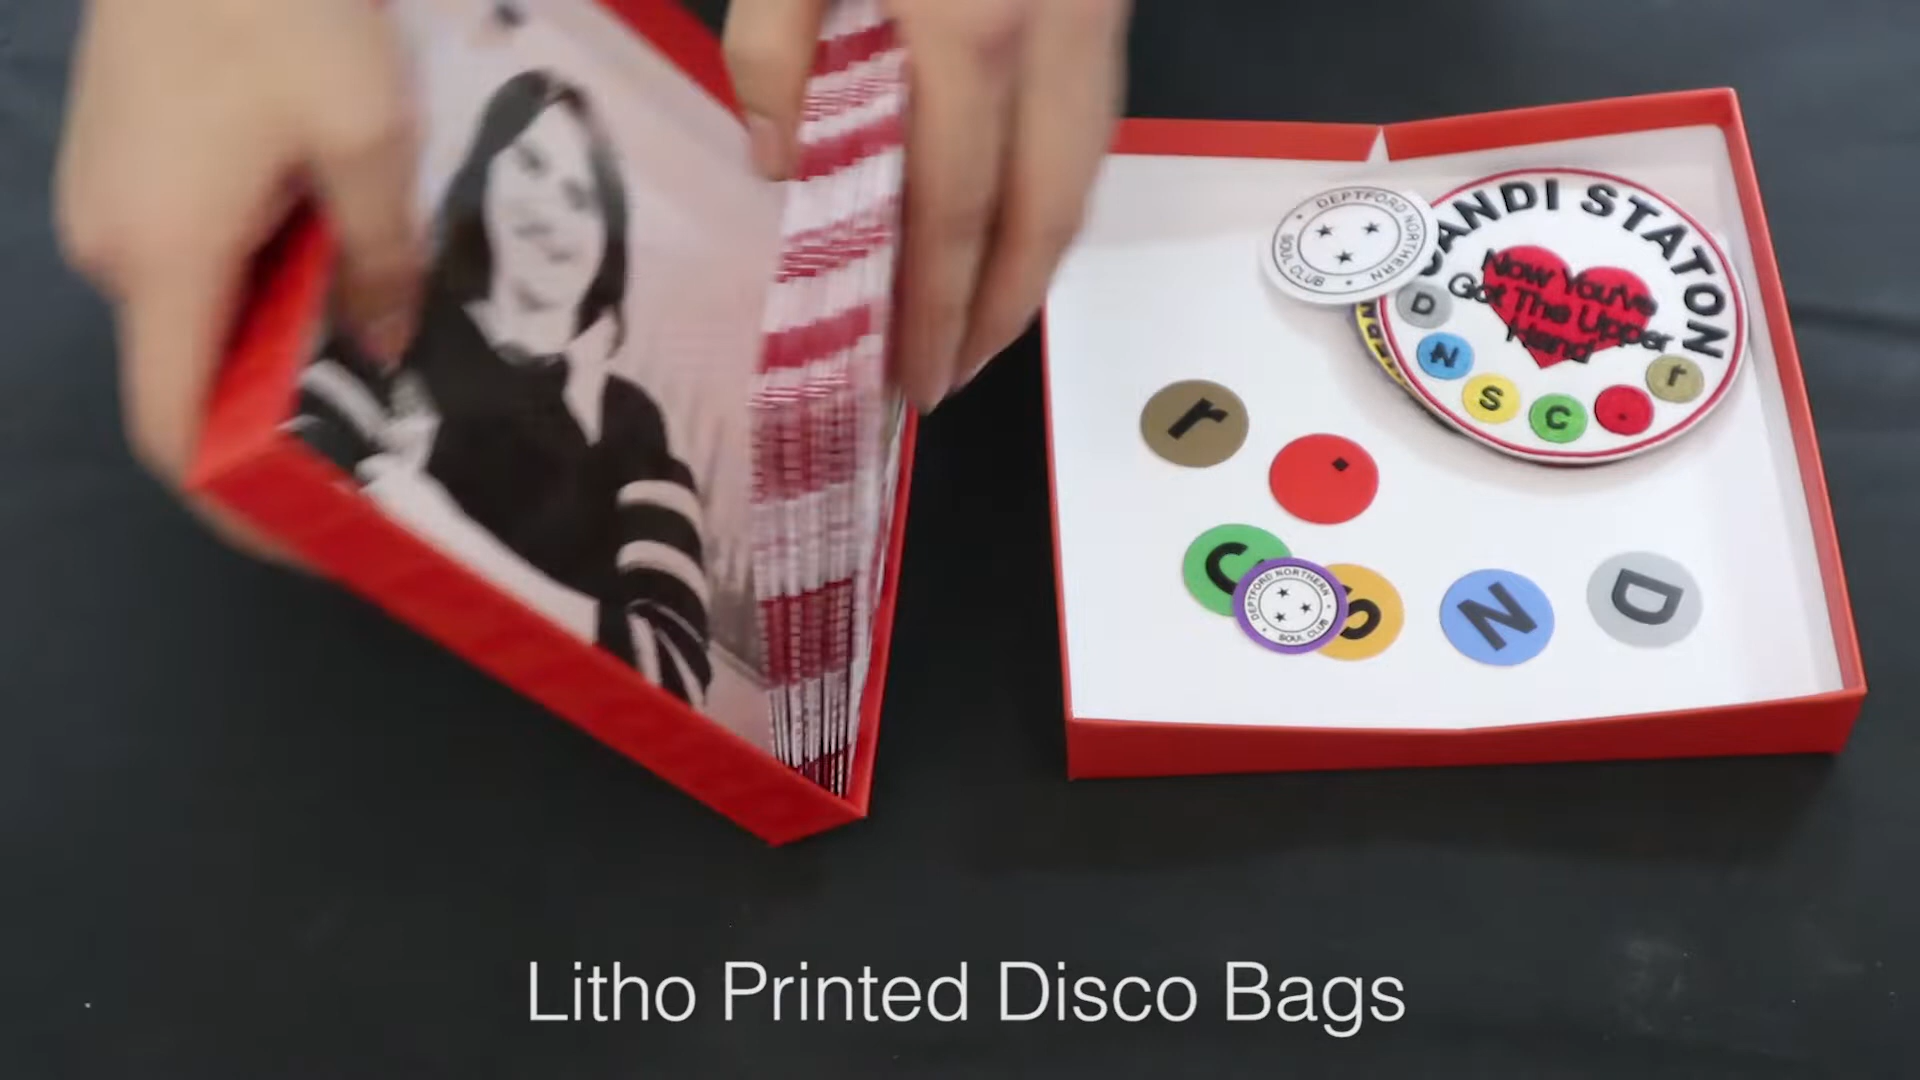 DEPTFORD NORTHERN
SOUL CLUB
CANDI STATON
Now You've
Got The Upper
Hand
D
N
S
C
.
r
r
.
C
S
N
D
DEPTFORD NORTHERN
SOUL CLUB
Litho Printed Disco Bags